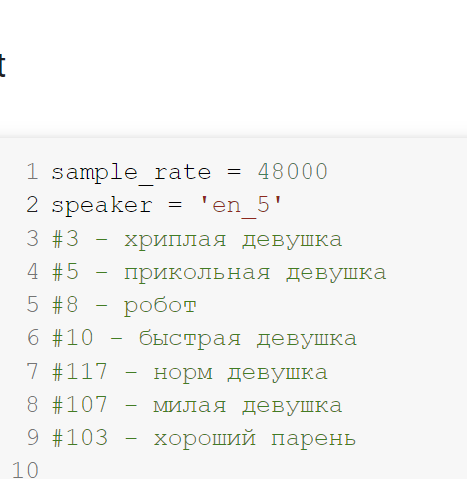 t
1 sample_rate = 48000
2 speaker = 'en_5'
3 #3 - хриплая девушка
4 #5 - прикольная девушка
5 #8 - робот
6 #10 - быстрая девушка
7 #117 - норм девушка
8 #107 - милая девушка
9 #103 - хороший парень
10